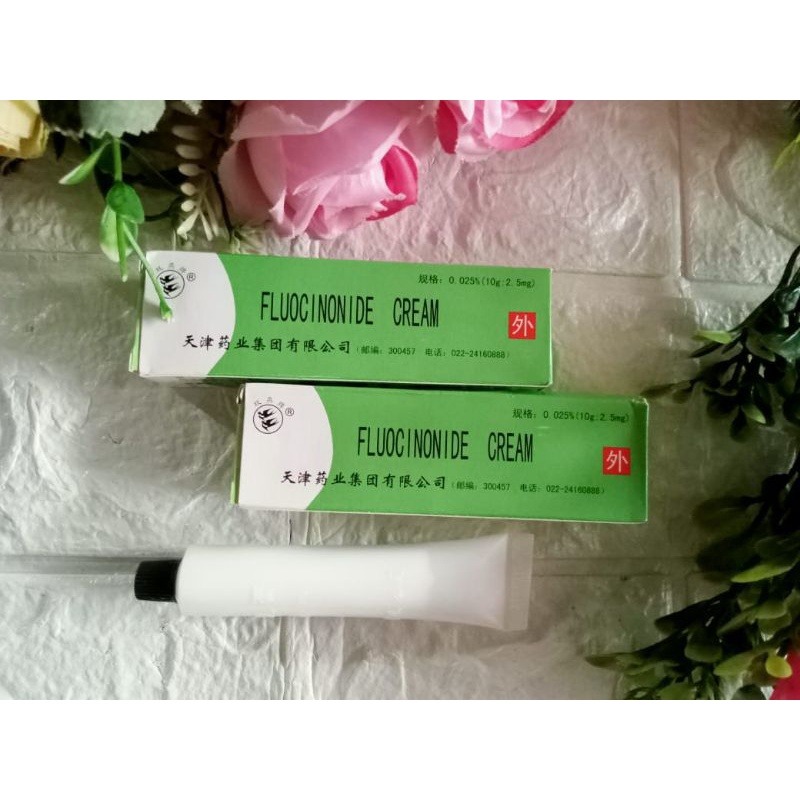 规格：0.025%(10g:2.5mg)
®
FLUOCINONIDE CREAM
外
天津药业集团有限公司（邮编：300457 电话：022-24160888）
规格：0.025%(10g:2.5mg)
®
FLUOCINONIDE CREAM
外
天津药业集团有限公司（邮编：300457 电话：022-24160888）